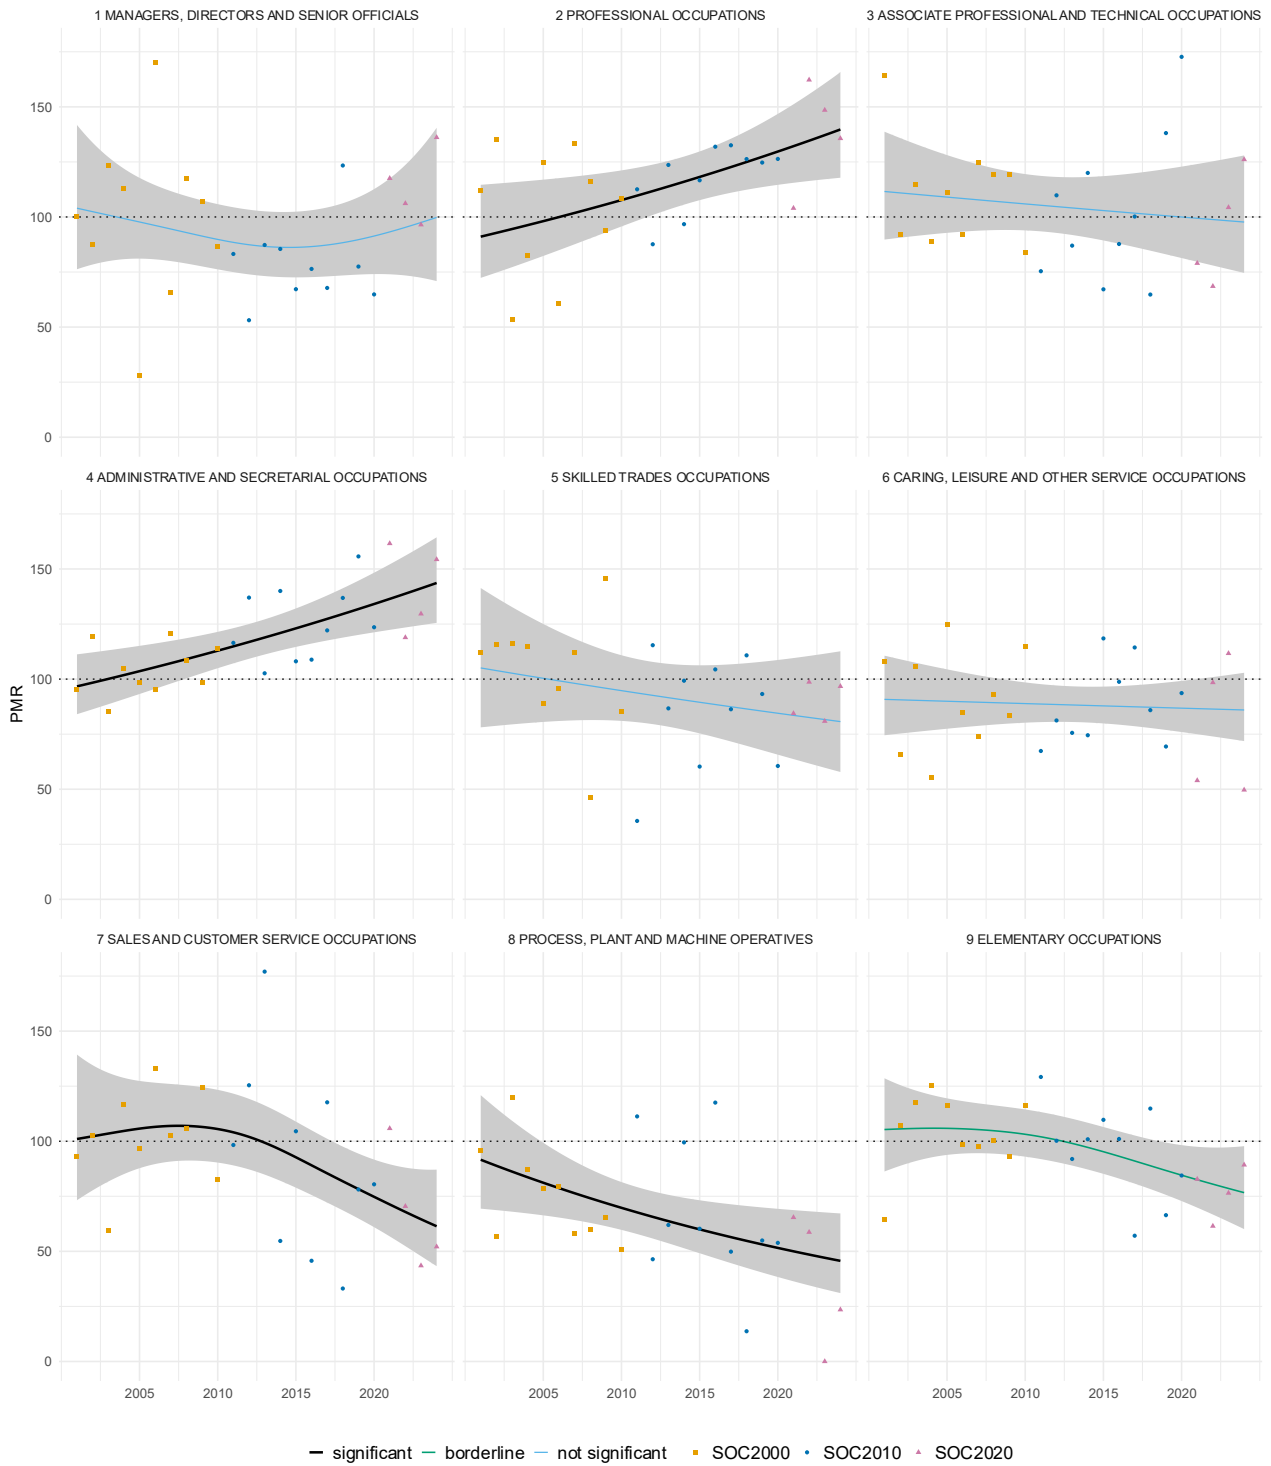 1 MANAGERS, DIRECTORS AND SENIOR OFFICIALS
2 PROFESSIONAL OCCUPATIONS
3 ASSOCIATE PROFESSIONAL AND TECHNICAL OCCUPATIONS
150
100
50
0
4 ADMINISTRATIVE AND SECRETARIAL OCCUPATIONS
5 SKILLED TRADES OCCUPATIONS
6 CARING, LEISURE AND OTHER SERVICE OCCUPATIONS
150
100
50
0
PMR
7 SALES AND CUSTOMER SERVICE OCCUPATIONS
8 PROCESS, PLANT AND MACHINE OPERATIVES
9 ELEMENTARY OCCUPATIONS
150
100
50
0
2005 2010 2015 2020
2005 2010 2015 2020
2005 2010 2015 2020
significant borderline not significant SOC2000 SOC2010 SOC2020